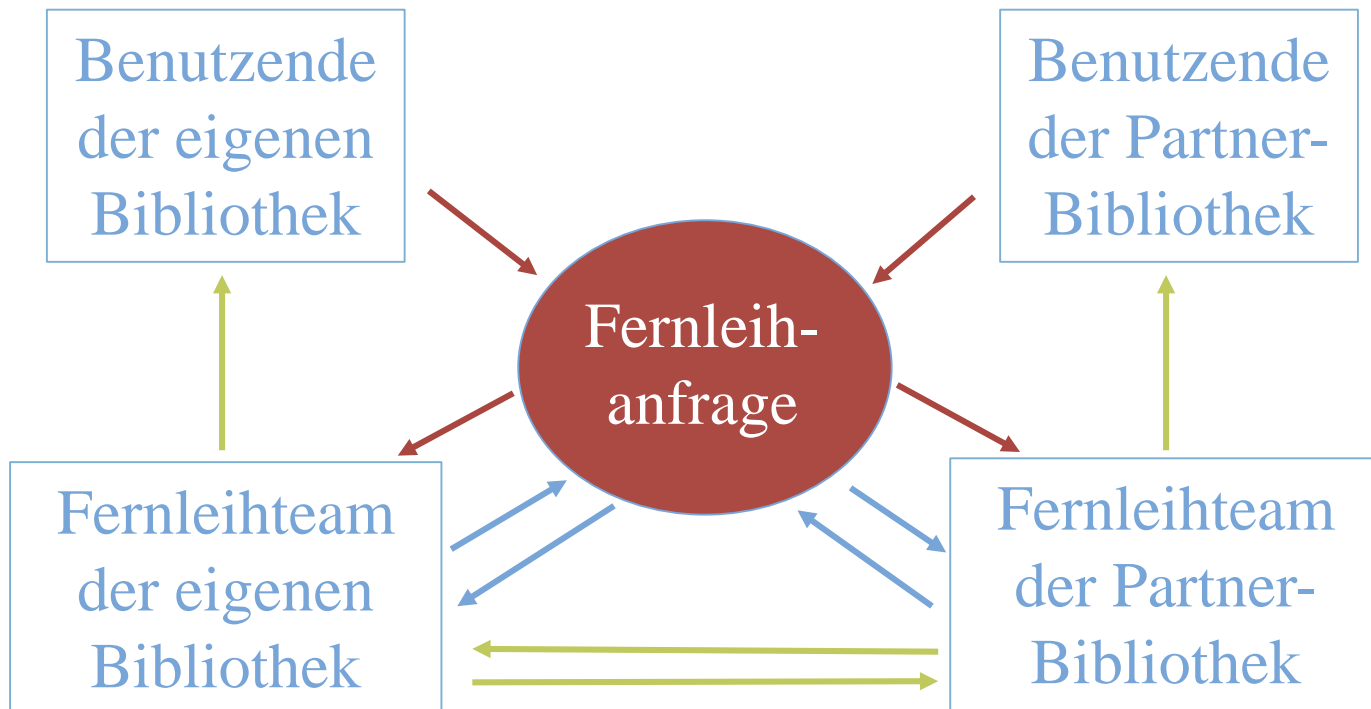 Benutzende
der eigenen
Bibliothek
Benutzende
der Partner-
Bibliothek
Fernleih-
anfrage
Fernleihteam
der eigenen
Bibliothek
Fernleihteam
der Partner-
Bibliothek